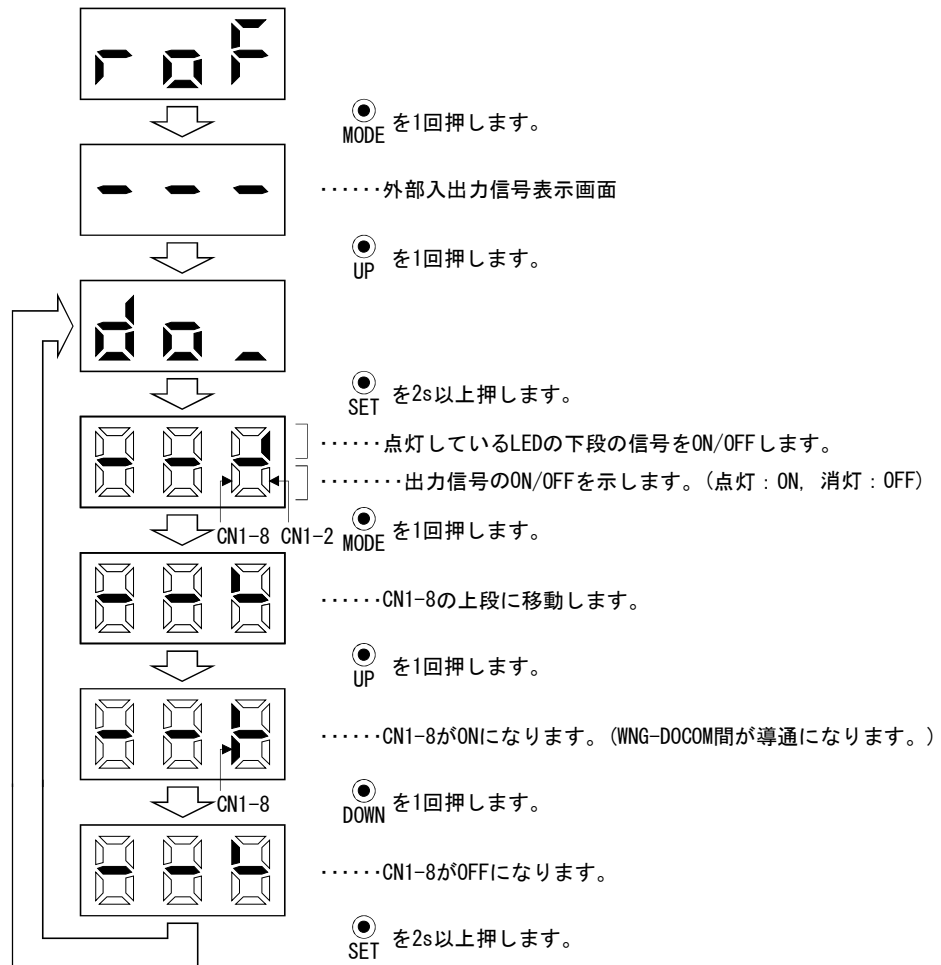 roF
MODE を1回押します。
---
······外部入出力信号表示画面
UP を1回押します。
do_
SET を2s以上押します。
······点灯しているLEDの下段の信号をON/OFFします。
········出力信号のON/OFFを示します。(点灯:ON, 消灯:OFF)
CN1-8 CN1-2
MODE を1回押します。
······CN1-8の上段に移動します。
UP を1回押します。
······CN1-8がONになります。(WNG-DOCOM間が導通になります。)
CN1-8
DOWN を1回押します。
······CN1-8がOFFになります。
SET を2s以上押します。